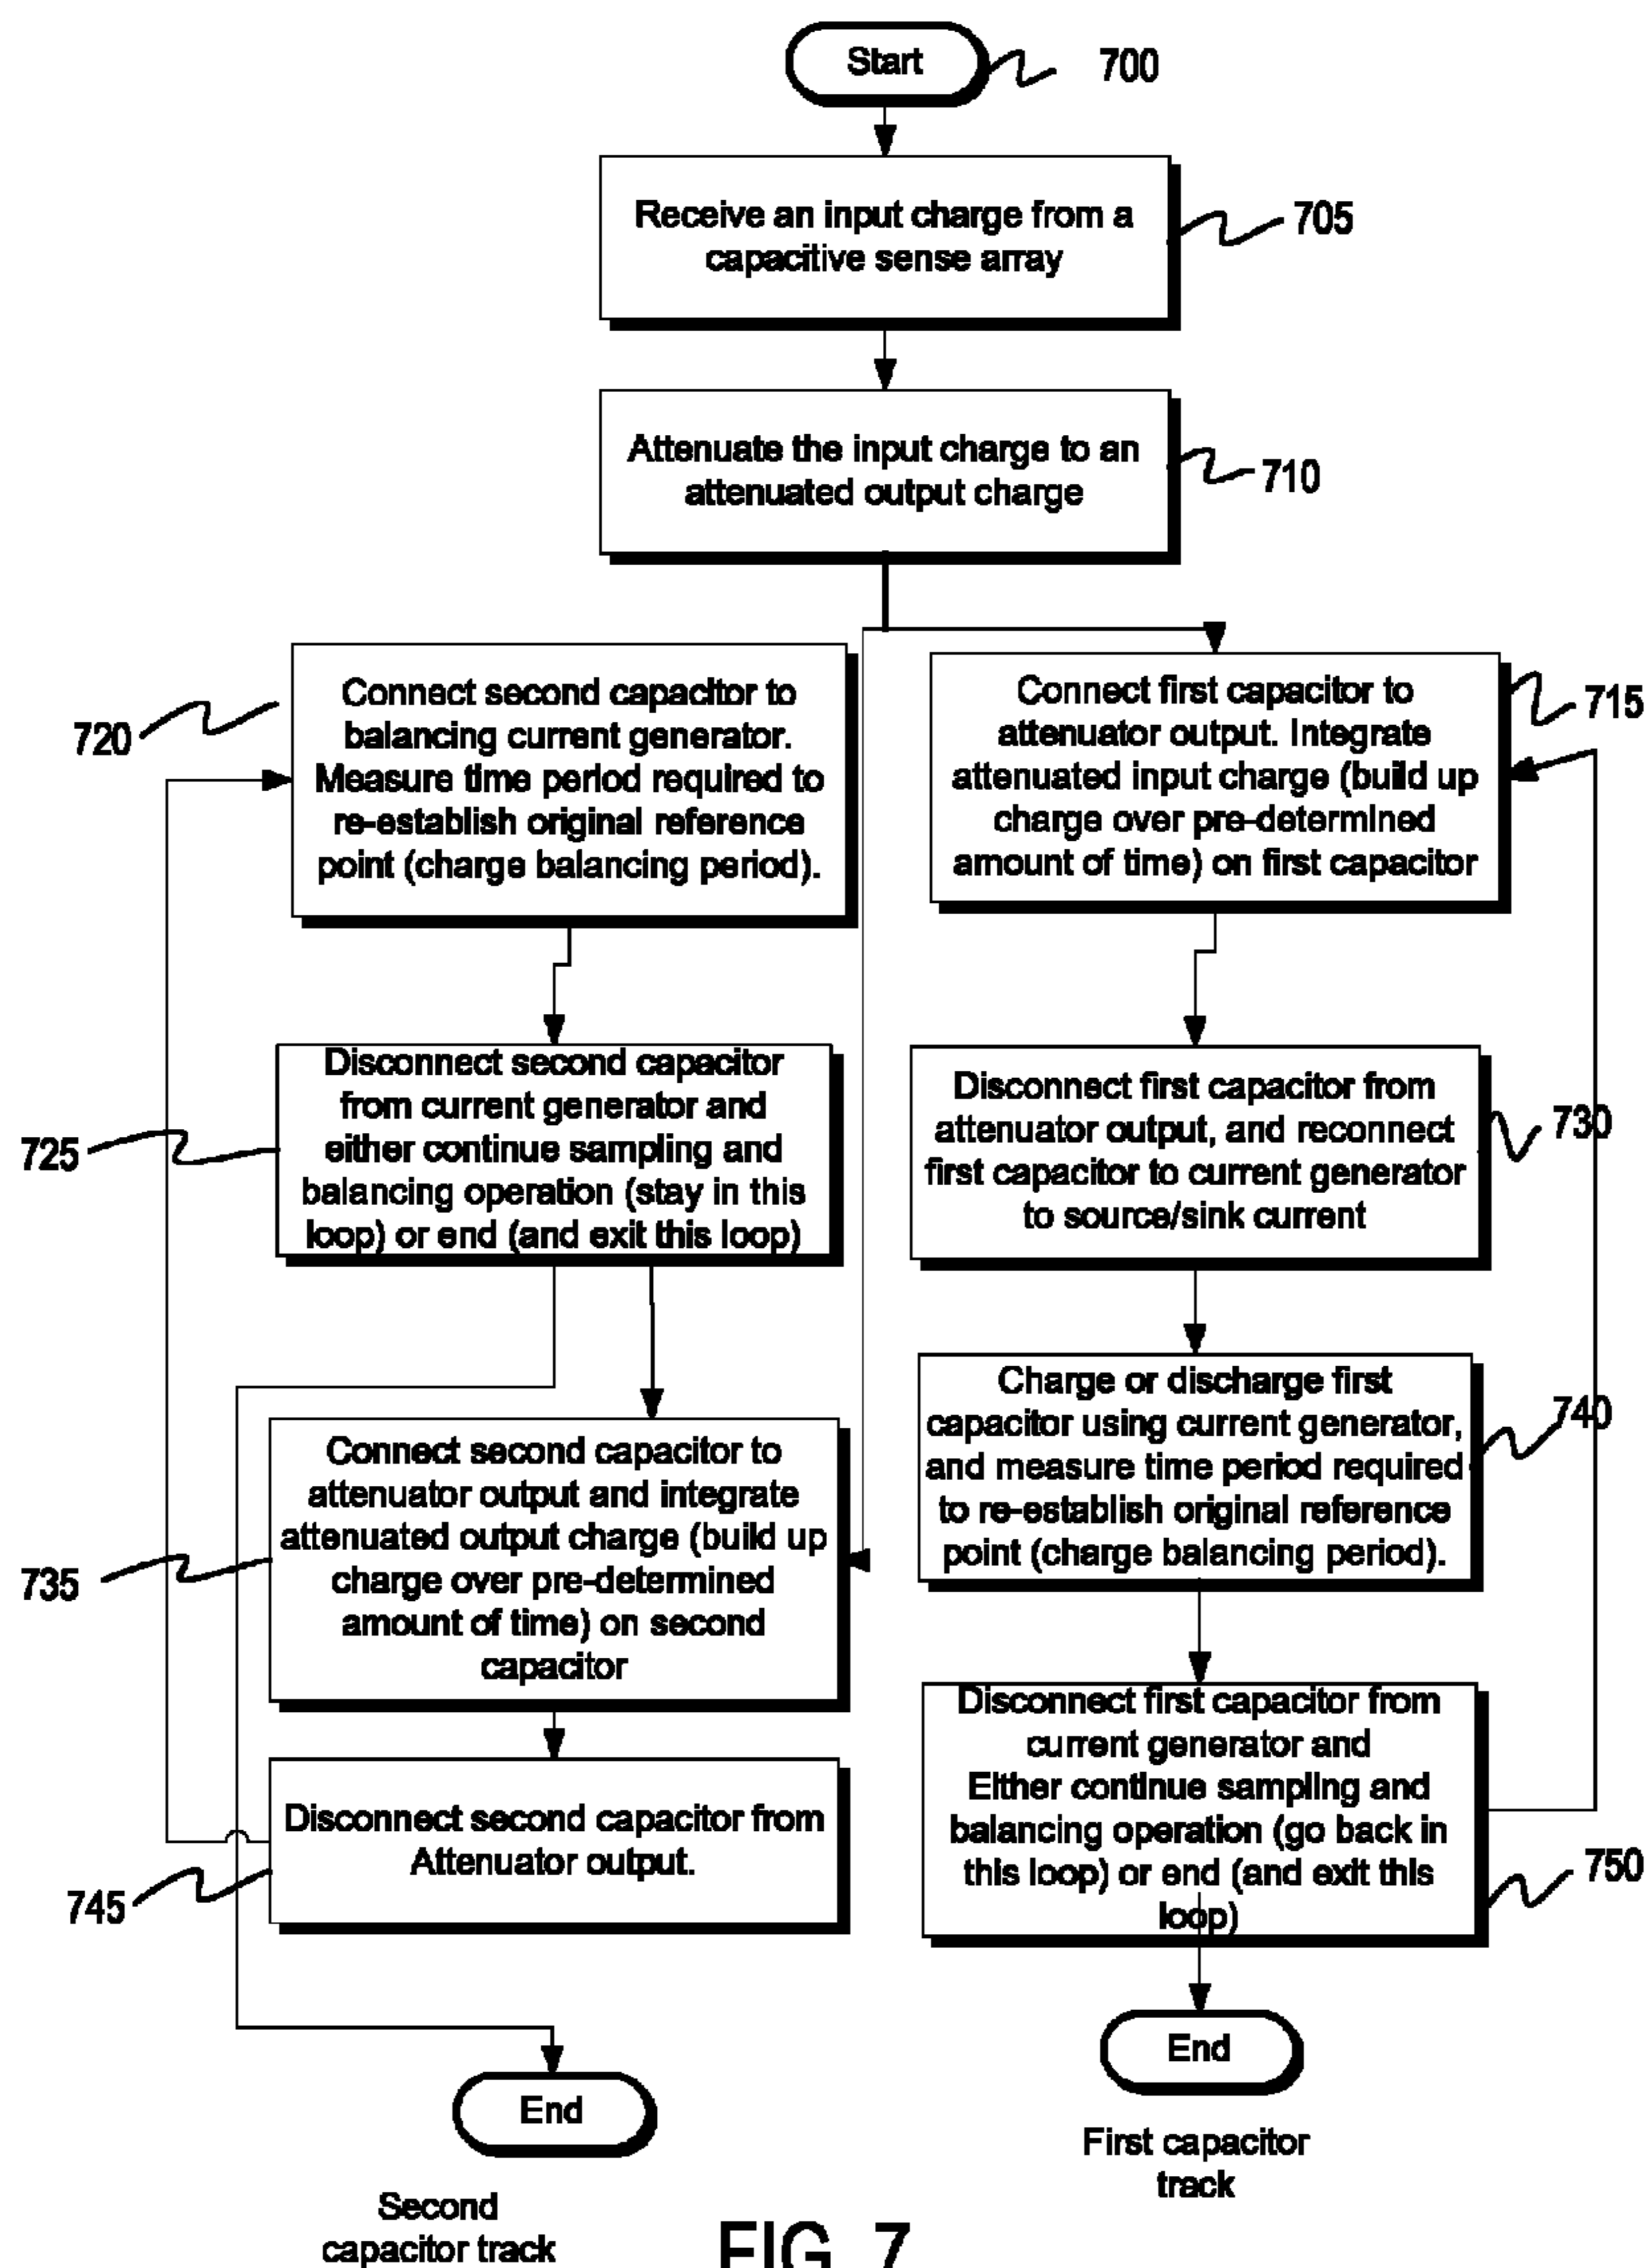 Start
700
Receive an input charge from a
capacitive sense array
705
Attenuate the input charge to an
attenuated output charge
710
Connect second capacitor to
balancing current generator.
Measure time period required to
re-establish original reference
point (charge balancing period).
720
Connect first capacitor to
attenuator output. Integrate
attenuated input charge (build up
charge over pre-determined
amount of time) on first capacitor
715
Disconnect second capacitor
from current generator and
either continue sampling and
balancing operation (stay in this
loop) or end (and exit this loop)
725
Disconnect first capacitor from
attenuator output, and reconnect
first capacitor to current generator
to source/sink current
730
Connect second capacitor to
attenuator output and integrate
attenuated output charge (build up
charge over pre-determined
amount of time) on second
capacitor
735
Charge or discharge first
capacitor using current generator,
and measure time period required
to re-establish original reference
point (charge balancing period).
740
Disconnect second capacitor from
Attenuator output.
745
Disconnect first capacitor from
current generator and
Either continue sampling and
balancing operation (go back in
this loop) or end (and exit this
loop)
750
End
End
First capacitor
track
Second
capacitor track
FIG. 7